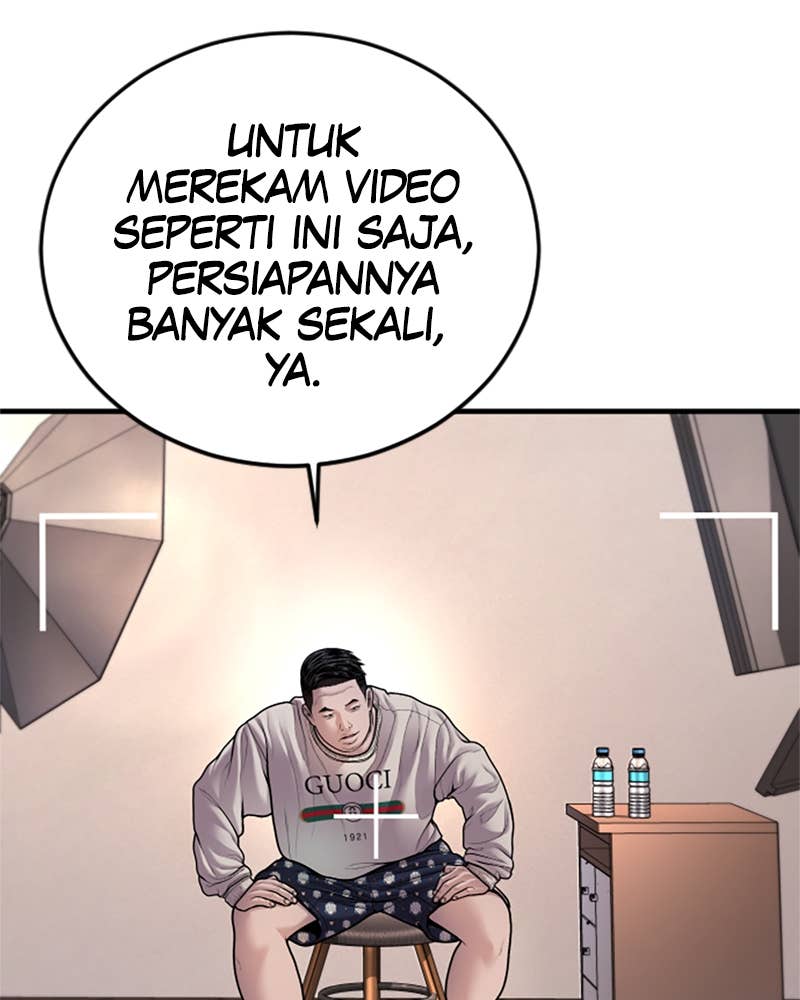 UNTUK
MEREKAM VIDEO
SEPERTI INI SAJA,
PERSIAPANNYA
BANYAK SEKALI,
YA.
GUOCI
1921